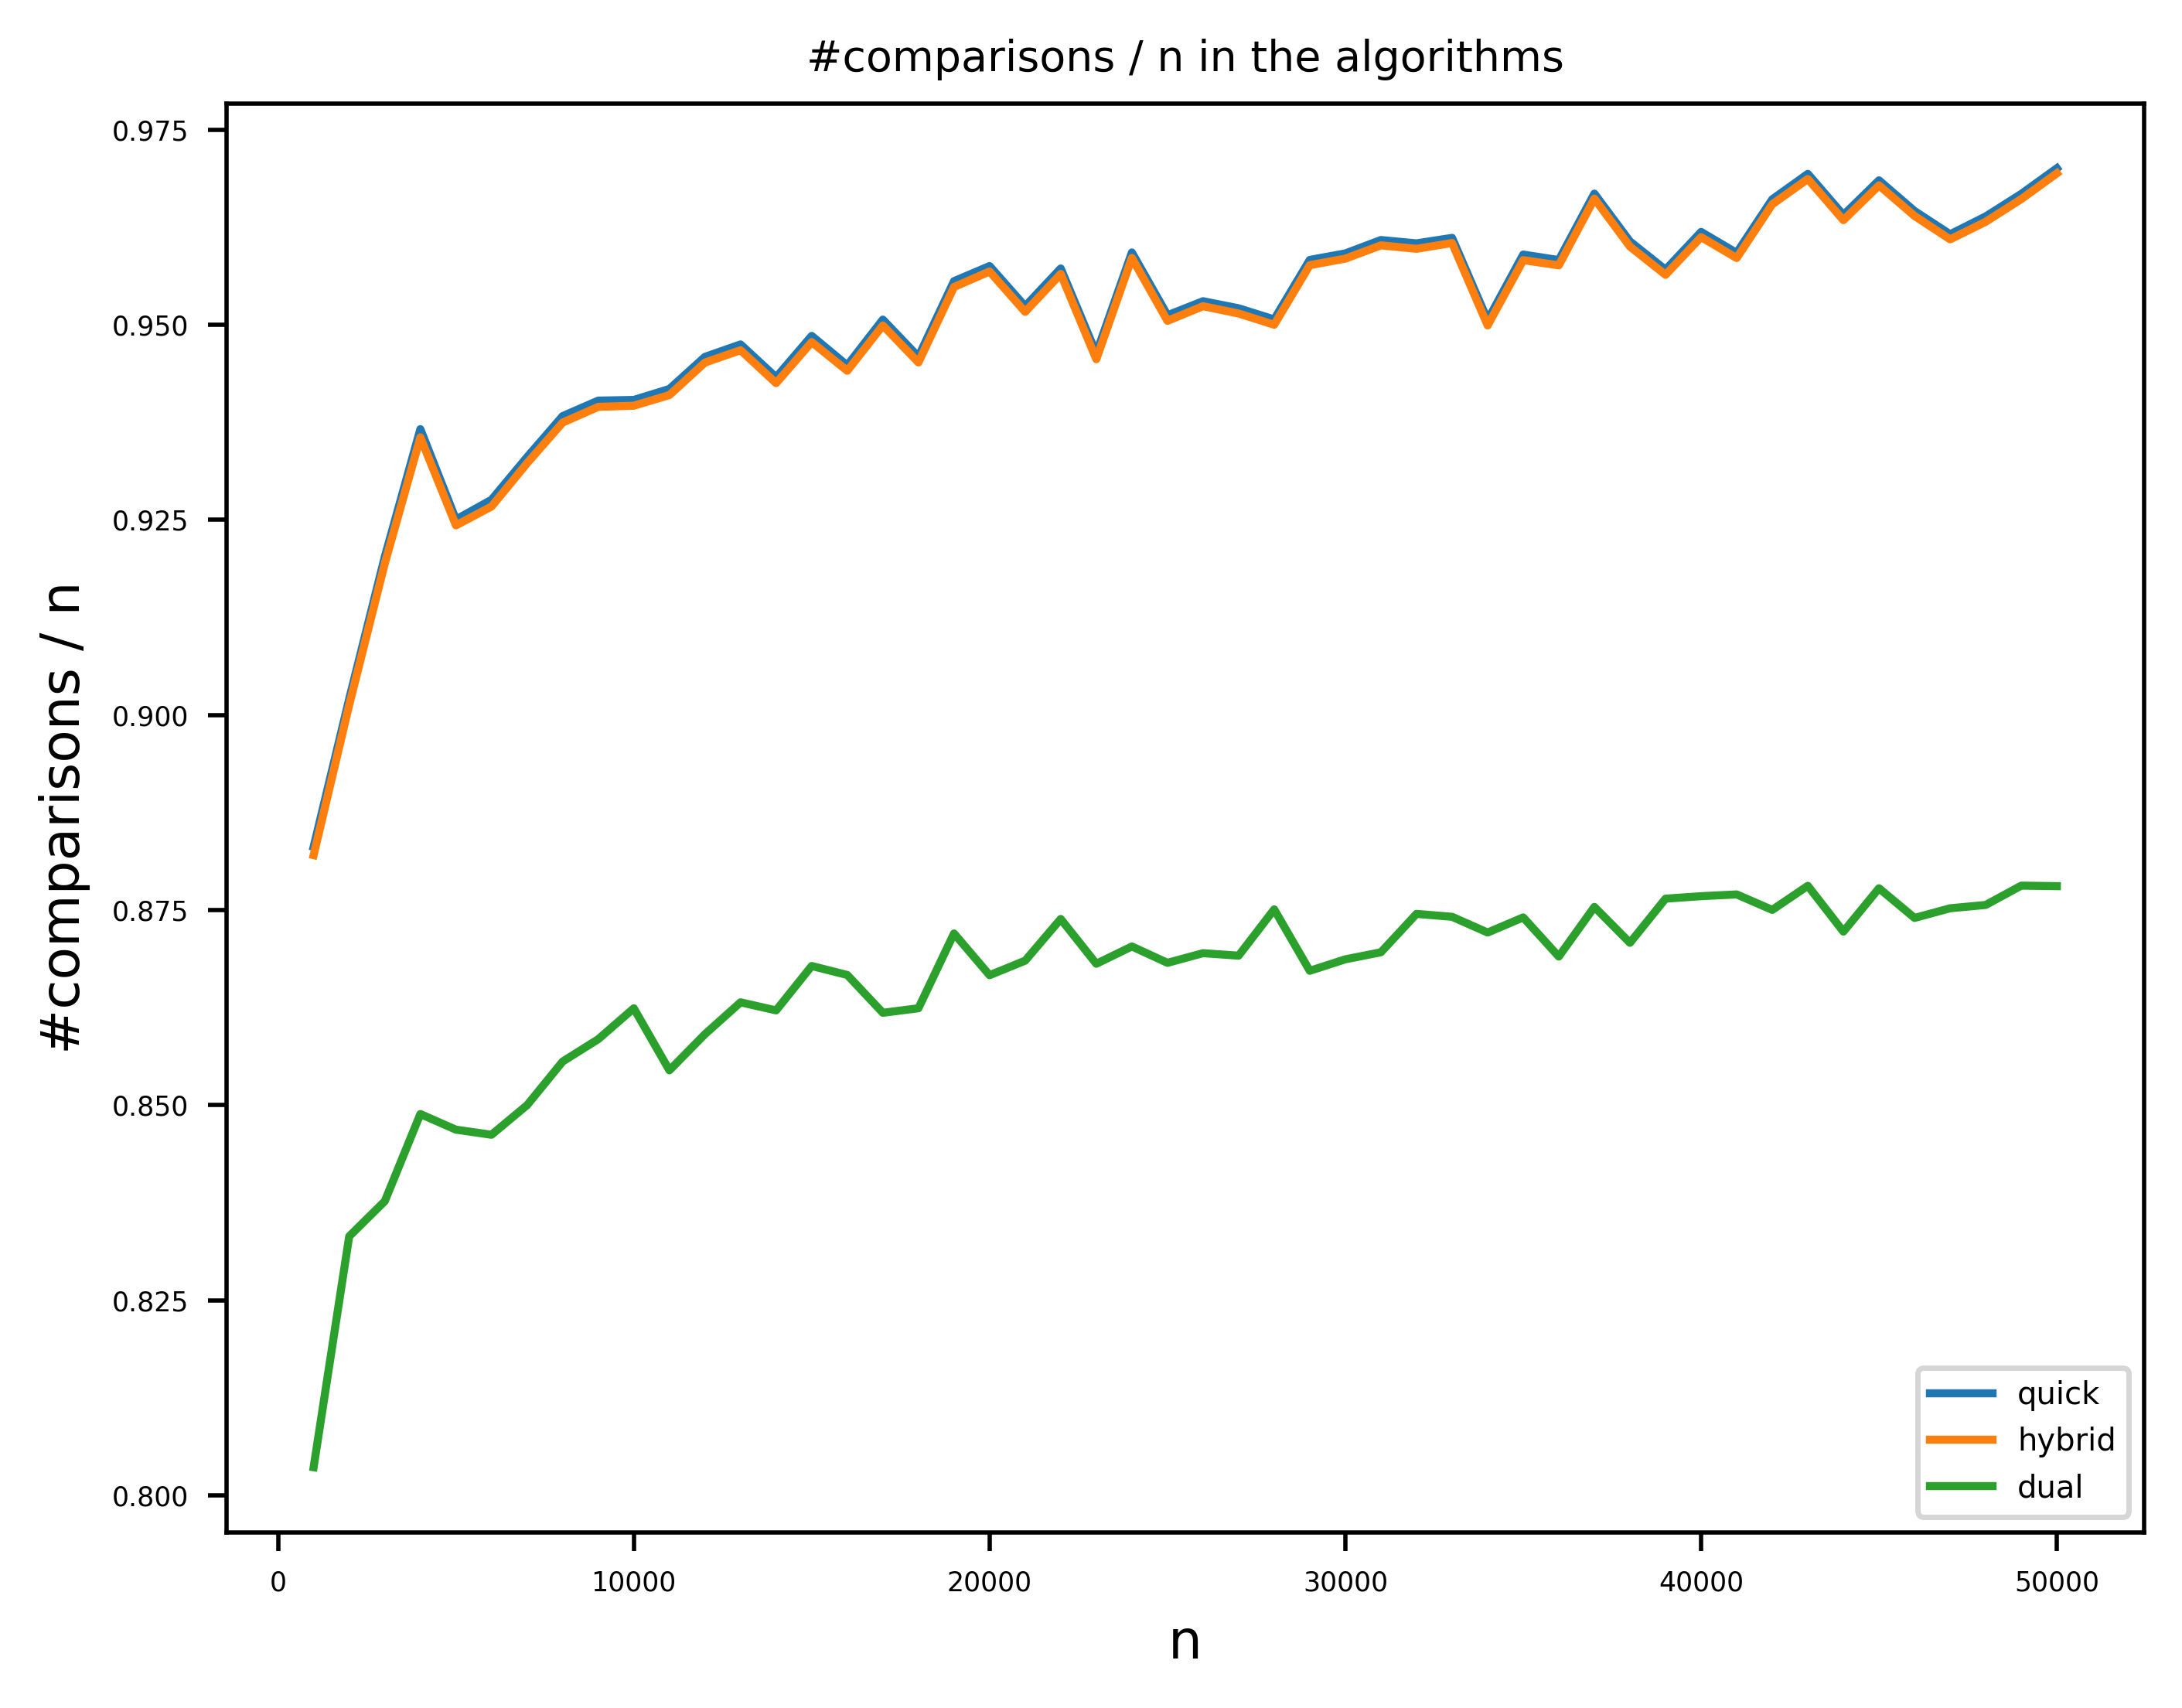 #comparisons / n in the algorithms
#comparisons / n
0.975
0.950
0.925
0.900
0.875
0.850
0.825
0.800
quick
hybrid
dual
0 10000 20000 30000 40000 50000
n